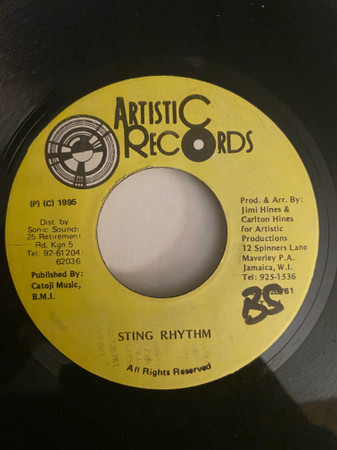 ARTISTIC
RECORDS
(P) (C) 1995
Dist by
Sonic Sounds
25 Retirement
Rd. Kgn 5
Tel: 92-61204
62036
Published By:
Catoji Music,
B.M.I.
Prod. & Arr. By:
Jimi Hines &
Carlton Hines
for Artistic
Productions
12 Spinners Lane
Maverley P.A.
Jamaica, W.I.
Tel: 925-1536
STING RHYTHM
All Rights Reserved